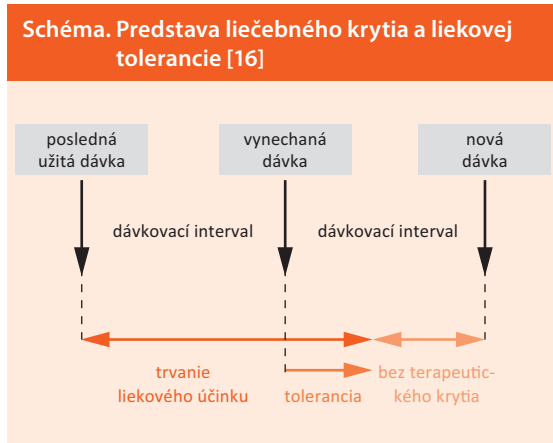 Schéma. Predstava liečebného krytia a liekovej
tolerancie [16]
posledná
užitá dávka
vynechaná
dávka
nová
dávka
dávkovací interval
dávkovací interval
trvanie
liekového účinku
tolerancia
bez terapeutic-
kého krytia